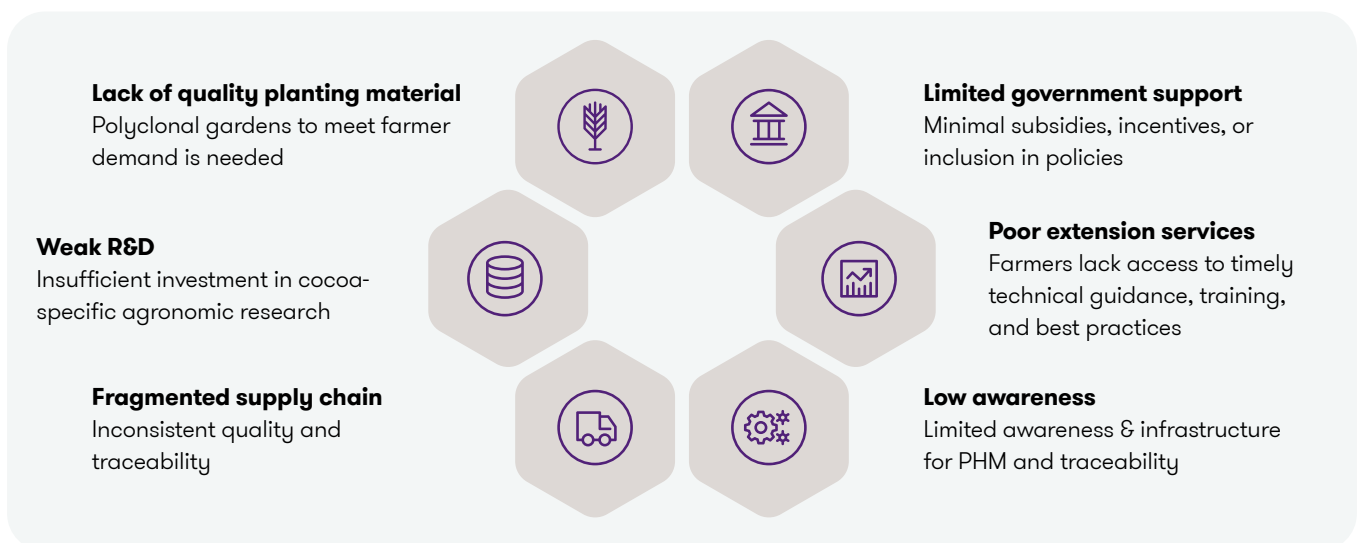 Lack of quality planting material
Polyclonal gardens to meet farmer
demand is needed
Limited government support
Minimal subsidies, incentives, or
inclusion in policies
Weak R&D
Insufficient investment in cocoa-
specific agronomic research
Poor extension services
Farmers lack access to timely
technical guidance, training,
and best practices
Fragmented supply chain
Inconsistent quality and
traceability
Low awareness
Limited awareness & infrastructure
for PHM and traceability